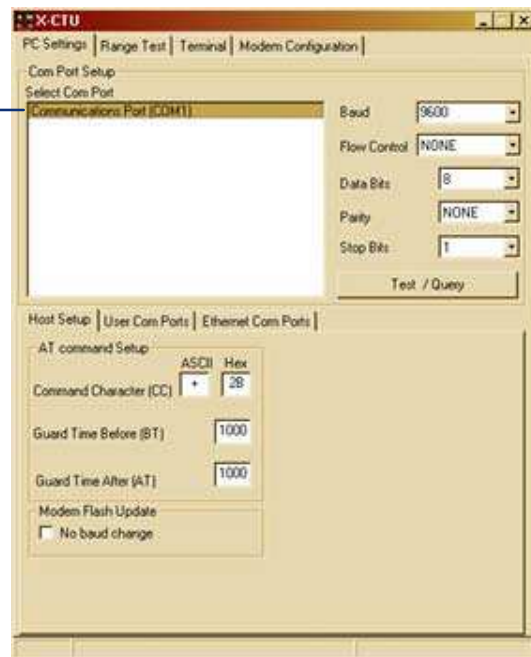 X-CTU
PC Settings Range Test Terminal Modem Configuration
Com Port Setup
Select Com Port
Communications Port (COM1)
Baud 9600
Flow Control NONE
Data Bits 8
Parity NONE
Stop Bits 1
Test / Query
Host Setup User Com Ports Ethernet Com Ports
AT command Setup
ASCII Hex
Command Character (CC) + 2B
Guard Time Before (BT) 1000
Guard Time After (AT) 1000
Modem Flash Update
No baud change